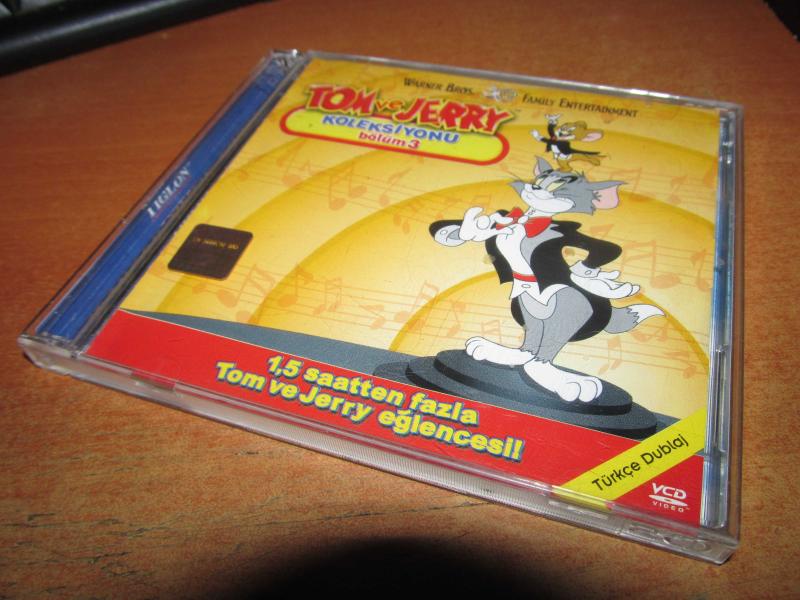 WARNER BROS. FAMILY ENTERTAINMENT
TOM ve JERRY
KOLEKSİYONU
bölüm 3
TIGLON
1,5 saatten fazla
Tom ve Jerry eğlencesi!
Türkçe Dublaj
VCD
VIDEO